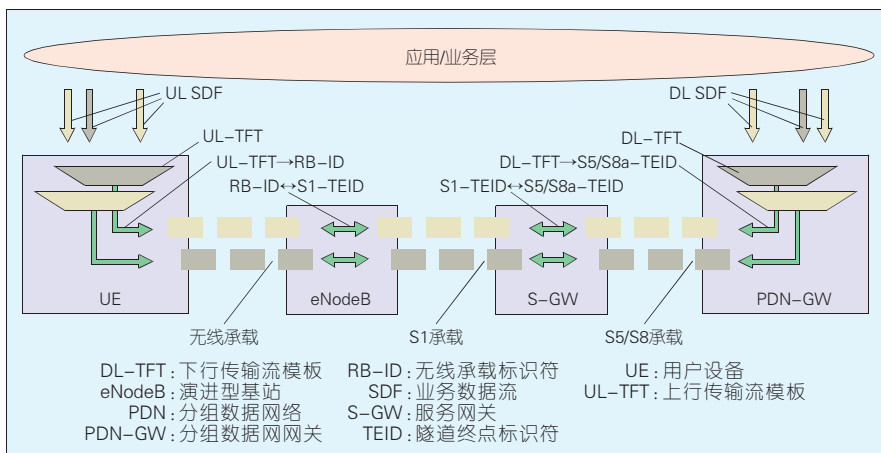 应用/业务层
UL SDF
DL SDF
UL-TFT
DL-TFT
UL-TFT→RB-ID
DL-TFT→S5/S8a-TEID
RB-ID↔S1-TEID
S1-TEID↔S5/S8a-TEID
UE
eNodeB
S-GW
PDN-GW
无线承载
S1承载
S5/S8承载
DL-TFT:下行传输流模板
RB-ID:无线承载标识符
UE:用户设备
eNodeB:演进型基站
SDF:业务数据流
UL-TFT:上行传输流模板
PDN:分组数据网络
S-GW:服务网关
PDN-GW:分组数据网网关
TEID:隧道终点标识符